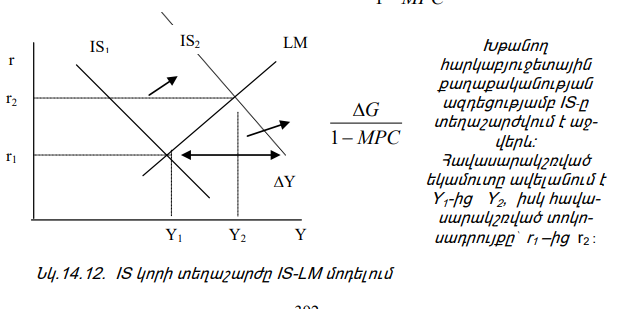 1 − MPC
IS₁
IS₂
LM
r
r₂
r₁
ΔY
Y₁
Y₂
Y
ΔG
1 − MPC
Խթանող
հարկաբյուջետային
քաղաքականության
ազդեցությամբ IS-ը
տեղաշարժվում է աջ-
վերև:
Հավասարակշռված
եկամուտը ավելանում է
Y₁-ից Y₂, իսկ հավա-
սարակշռված տոկո-
սադրույքը՝ r₁ –ից r₂ :
Նկ.14.12. IS կորի տեղաշարժը IS-LM մոդելում